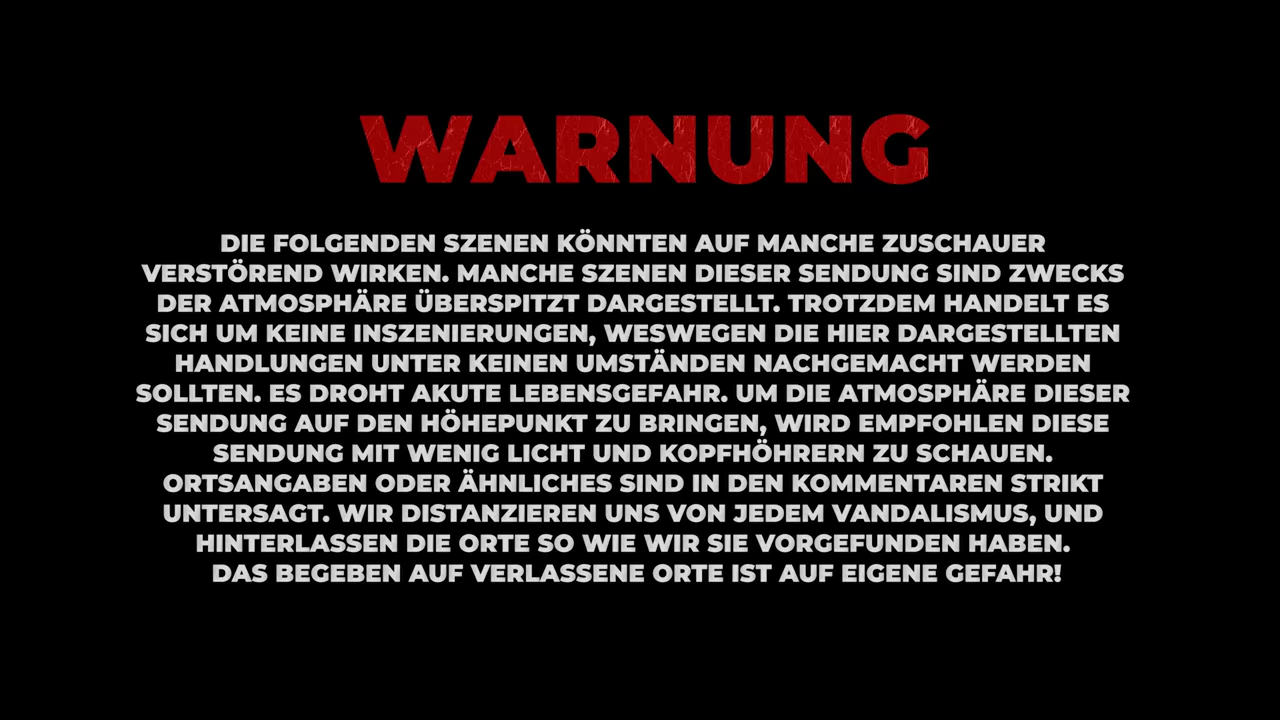 WARNUNG
DIE FOLGENDEN SZENEN KÖNNTEN AUF MANCHE ZUSCHAUER
VERSTÖREND WIRKEN. MANCHE SZENEN DIESER SENDUNG SIND ZWECKS
DER ATMOSPHÄRE ÜBERSPITZT DARGESTELLT. TROTZDEM HANDELT ES
SICH UM KEINE INSZENIERUNGEN, WESWEGEN DIE HIER DARGESTELLTEN
HANDLUNGEN UNTER KEINEN UMSTÄNDEN NACHGEMACHT WERDEN
SOLLTEN. ES DROHT AKUTE LEBENSGEFAHR. UM DIE ATMOSPHÄRE DIESER
SENDUNG AUF DEN HÖHEPUNKT ZU BRINGEN, WIRD EMPFOHLEN DIESE
SENDUNG MIT WENIG LICHT UND KOPFHÖHRERN ZU SCHAUEN.
ORTSANGABEN ODER ÄHNLICHES SIND IN DEN KOMMENTAREN STRIKT
UNTERSAGT. WIR DISTANZIEREN UNS VON JEDEM VANDALISMUS, UND
HINTERLASSEN DIE ORTE SO WIE WIR SIE VORGEFUNDEN HABEN.
DAS BEGEBEN AUF VERLASSENE ORTE IST AUF EIGENE GEFAHR!